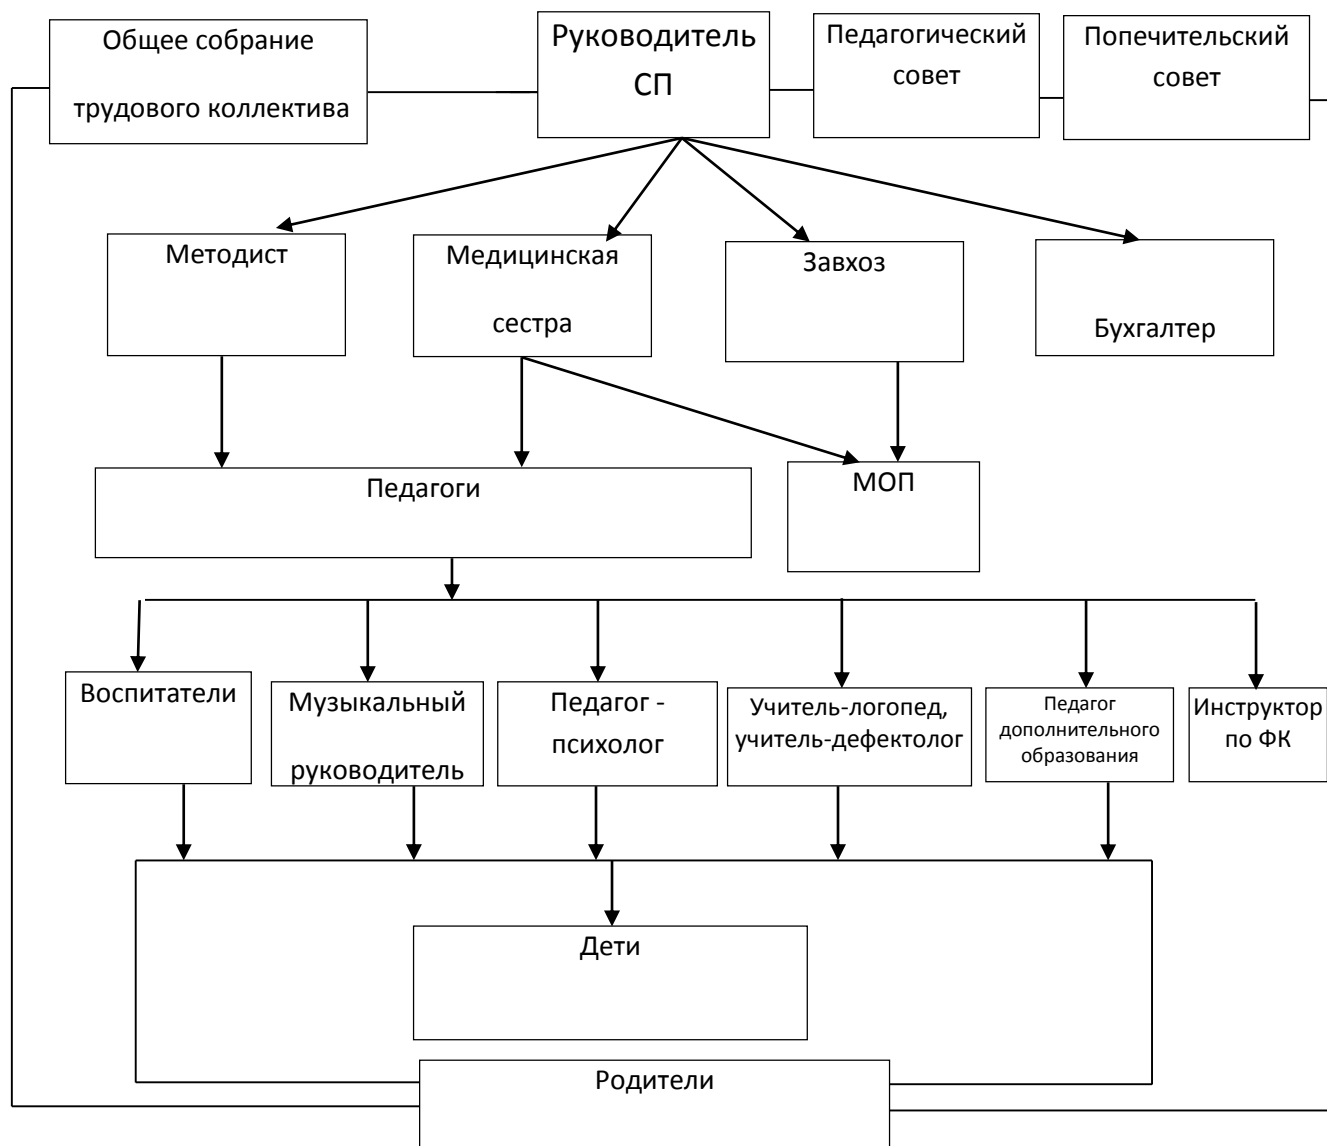 Общее собрание
трудового коллектива
Руководитель
СП
Педагогический
совет
Попечительский
совет
Методист
Медицинская
сестра
Завхоз
Бухгалтер
Педагоги
МОП
Воспитатели
Музыкальный
руководитель
Педагог -
психолог
Учитель-логопед,
учитель-дефектолог
Педагог
дополнительного
образования
Инструктор
по ФК
Дети
Родители